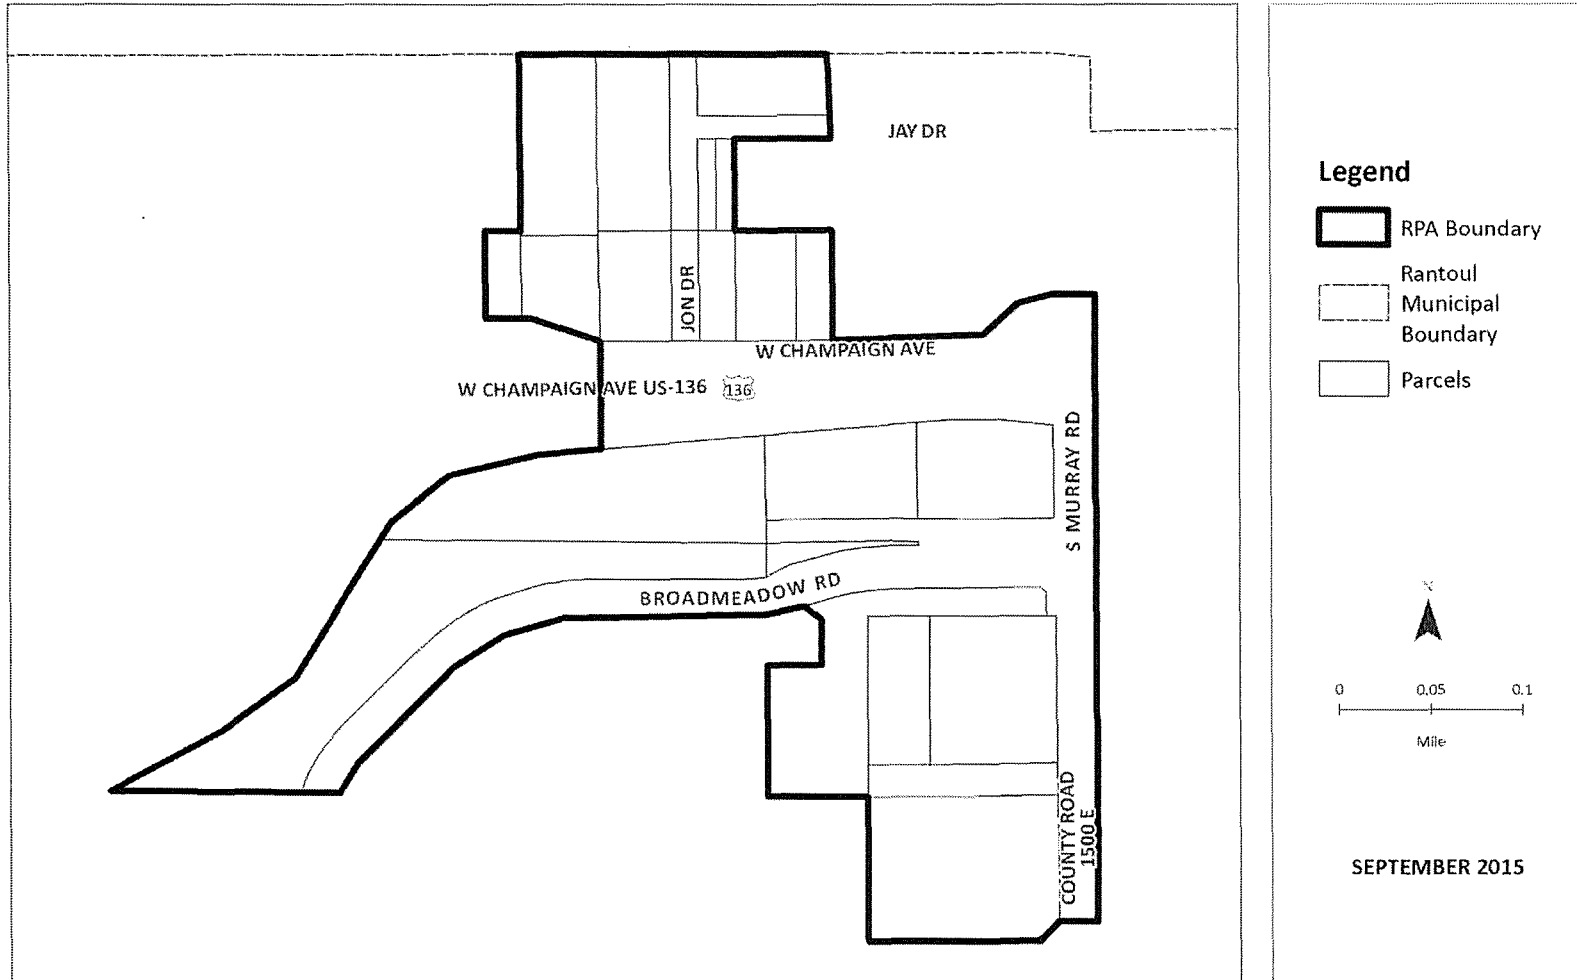 JAY DR
JON DR
W CHAMPAIGN AVE
W CHAMPAIGN AVE US-136 136
S MURRAY RD
BROADMEADOW RD
COUNTY ROAD
1500 E
Legend
RPA Boundary
Rantoul
Municipal
Boundary
Parcels
N
0 0.05 0.1
Mile
SEPTEMBER 2015